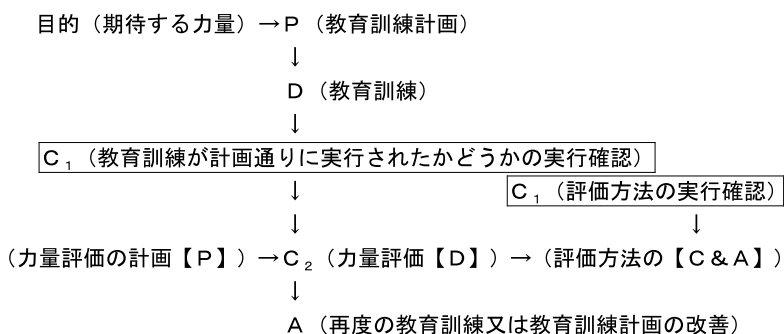 目的（期待する力量）→Ｐ（教育訓練計画）
↓
Ｄ（教育訓練）
↓
Ｃ₁（教育訓練が計画通りに実行されたかどうかの実行確認）
↓
Ｃ₁（評価方法の実行確認）
↓ ↓
（力量評価の計画【Ｐ】）→Ｃ₂（力量評価【Ｄ】）→（評価方法の【Ｃ＆Ａ】）
↓
Ａ（再度の教育訓練又は教育訓練計画の改善）